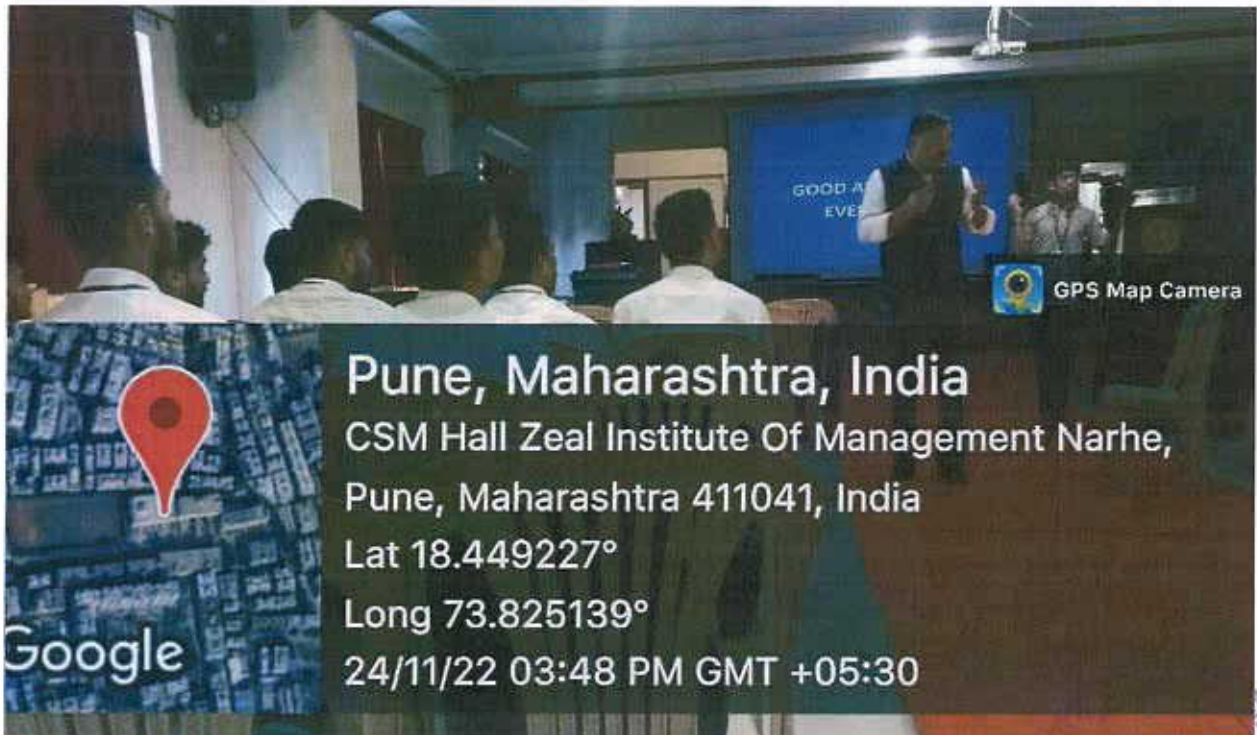 GOOD A
EVE
GPS Map Camera
Pune, Maharashtra, India
CSM Hall Zeal Institute Of Management Narhe,
Pune, Maharashtra 411041, India
Lat 18.449227°
Long 73.825139°
24/11/22 03:48 PM GMT +05:30
Google